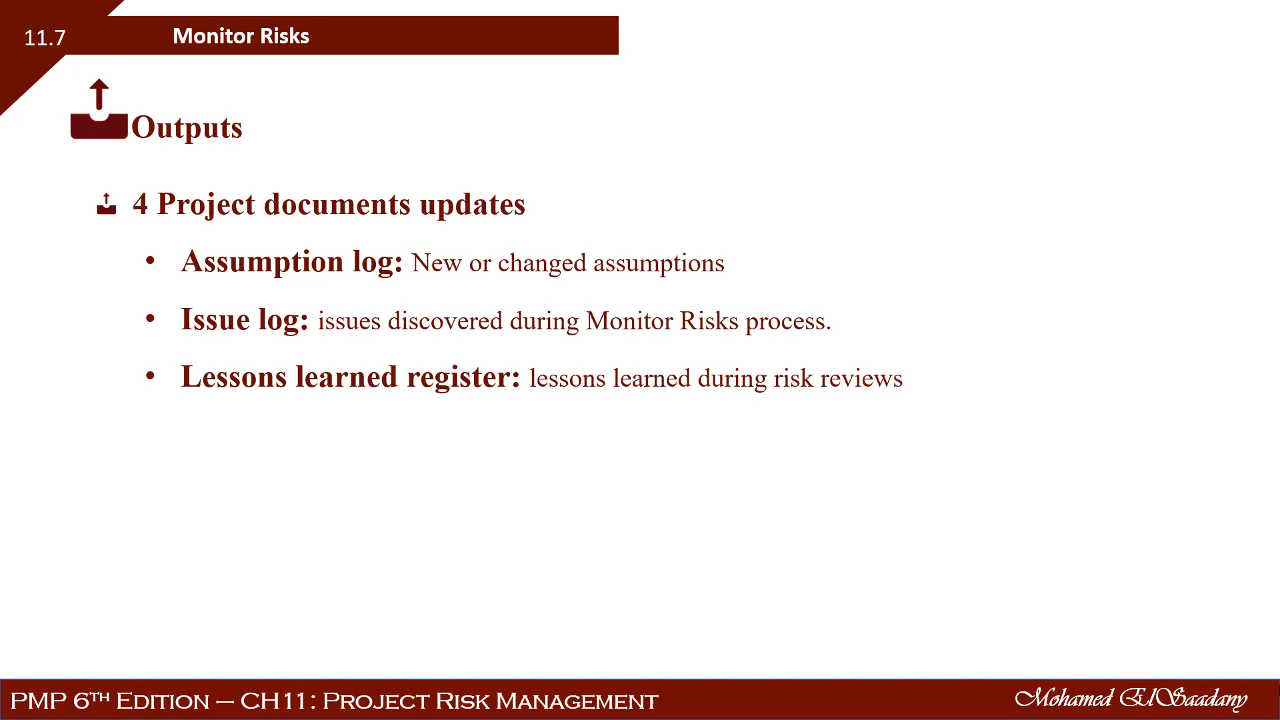 11.7
Monitor Risks
Outputs
4 Project documents updates
• Assumption log: New or changed assumptions
• Issue log: issues discovered during Monitor Risks process.
• Lessons learned register: lessons learned during risk reviews
PMP 6TH Edition – CH11: Project Risk Management
Mohamed ElSaadany